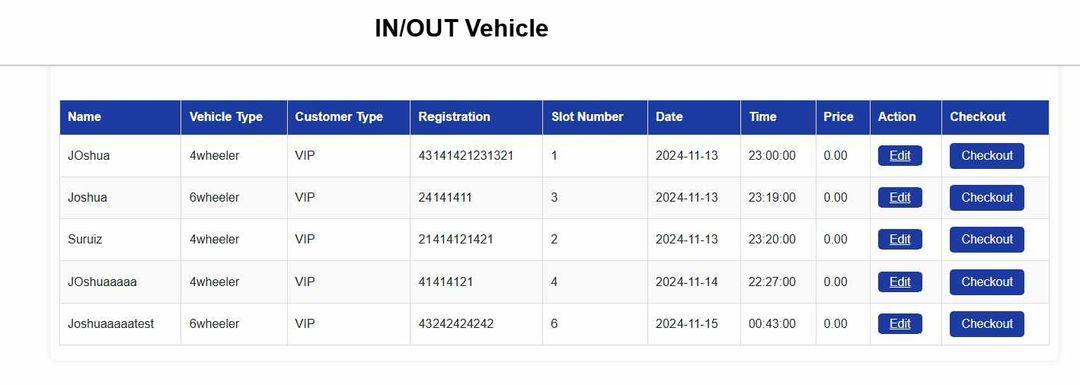 IN/OUT Vehicle
Name Vehicle Type Customer Type Registration Slot Number Date Time Price Action Checkout
JOshua 4wheeler VIP 43141421231321 1 2024-11-13 23:00:00 0.00 Edit Checkout
Joshua 6wheeler VIP 24141411 3 2024-11-13 23:19:00 0.00 Edit Checkout
Suruiz 4wheeler VIP 21414121421 2 2024-11-13 23:20:00 0.00 Edit Checkout
JOshuaaaaa 4wheeler VIP 41414121 4 2024-11-14 22:27:00 0.00 Edit Checkout
Joshuaaaaatest 6wheeler VIP 43242424242 6 2024-11-15 00:43:00 0.00 Edit Checkout